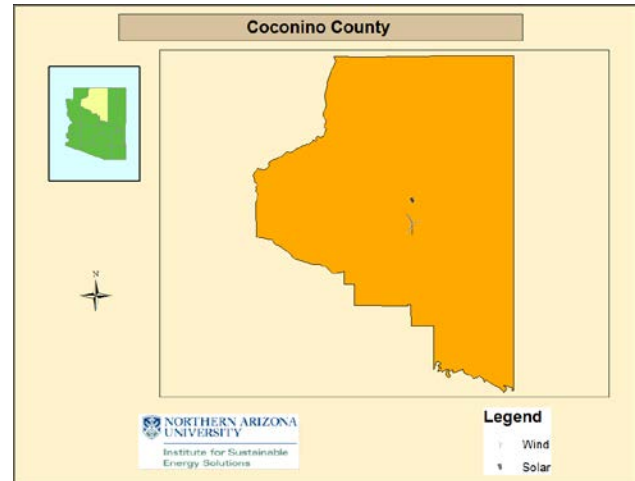 Coconino County
N
NORTHERN ARIZONA
UNIVERSITY
Institute for Sustainable
Energy Solutions
Legend
Wind
Solar